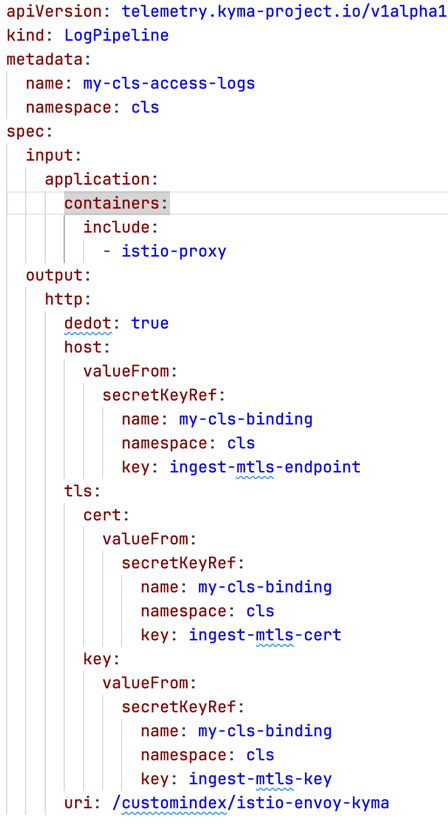 apiVersion: telemetry.kyma-project.io/v1alpha1
kind: LogPipeline
metadata:
  name: my-cls-access-logs
  namespace: cls
spec:
  input:
    application:
      containers:
        include:
          - istio-proxy
  output:
    http:
      dedot: true
      host:
        valueFrom:
          secretKeyRef:
            name: my-cls-binding
            namespace: cls
            key: ingest-mtls-endpoint
      tls:
        cert:
          valueFrom:
            secretKeyRef:
              name: my-cls-binding
              namespace: cls
              key: ingest-mtls-cert
        key:
          valueFrom:
            secretKeyRef:
              name: my-cls-binding
              namespace: cls
              key: ingest-mtls-key
      uri: /customindex/istio-envoy-kyma